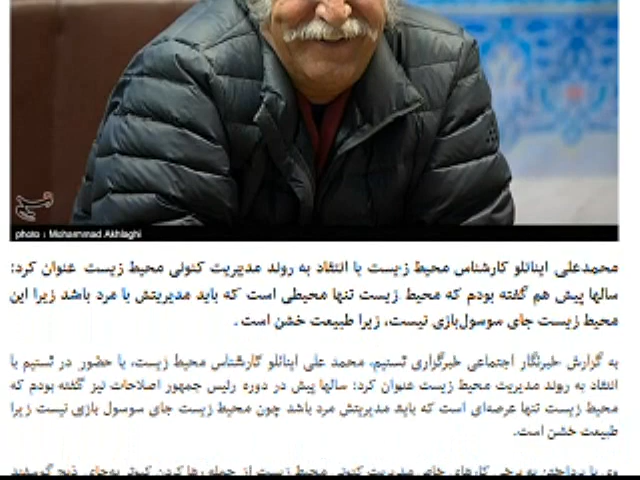 photo : Mohammad Akhlaghi
محمدعلی اینانلو کارشناس محیط زیست با انتقاد به روند مدیریت کنونی محیط زیست عنوان کرد:
سالها پیش هم گفته بودم که محیط زیست تنها محیطی است که باید مدیریتش با مرد باشد زیرا این
محیط زیست جای سوسول‌بازی نیست، زیرا طبیعت خشن است.
به گزارش خبرنگار اجتماعی خبرگزاری تسنیم، محمد علی اینانلو کارشناس محیط زیست، با حضور در تسنیم با
انتقاد به روند مدیریت محیط زیست عنوان کرد: سالها پیش در دوره رئیس جمهور اصلاحات نیز گفته بودم که
محیط زیست تنها عرصه‌ای است که باید مدیریتش مرد باشد چون محیط زیست جای سوسول بازی نیست زیرا
طبیعت خشن است.